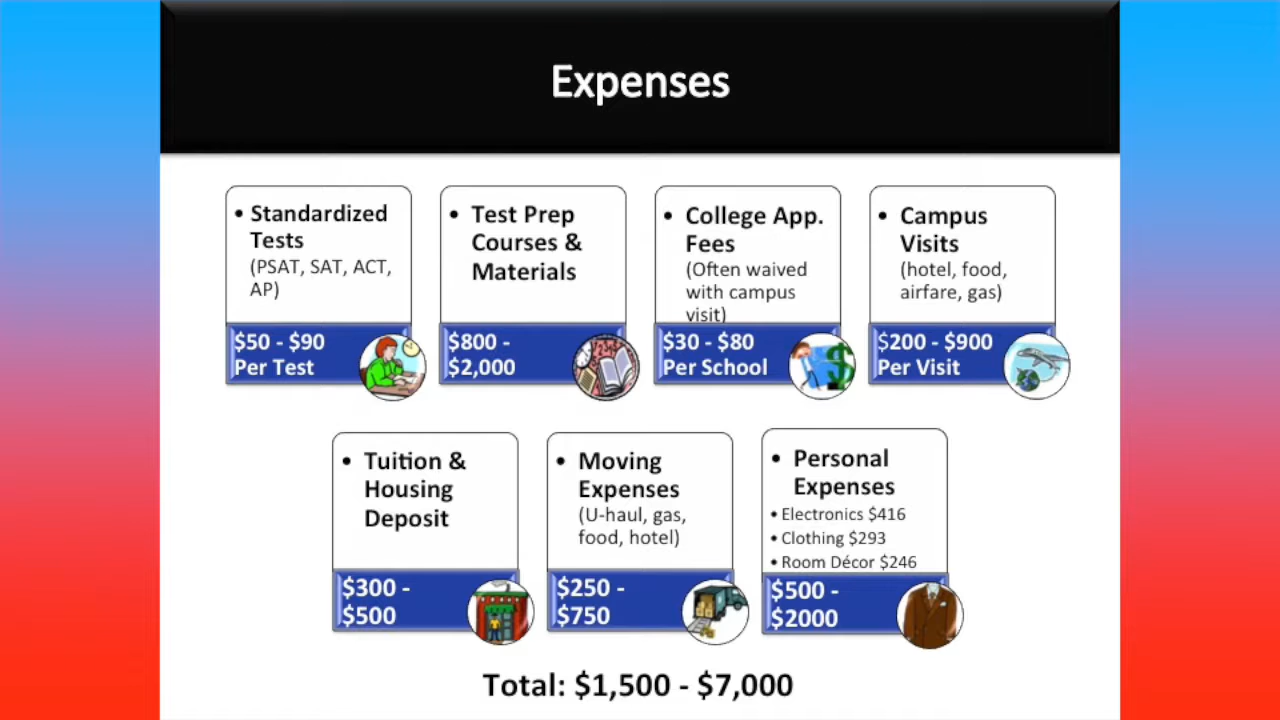 Expenses
• Standardized
Tests
(PSAT, SAT, ACT,
AP)
$50 - $90
Per Test
• Test Prep
Courses &
Materials
$800 -
$2,000
• College App.
Fees
(Often waived
with campus
visit)
$30 - $80
Per School
• Campus
Visits
(hotel, food,
airfare, gas)
$200 - $900
Per Visit
• Tuition &
Housing
Deposit
$300 -
$500
• Moving
Expenses
(U-haul, gas,
food, hotel)
$250 -
$750
• Personal
Expenses
• Electronics $416
• Clothing $293
• Room Décor $246
$500 -
$2000
Total: $1,500 - $7,000